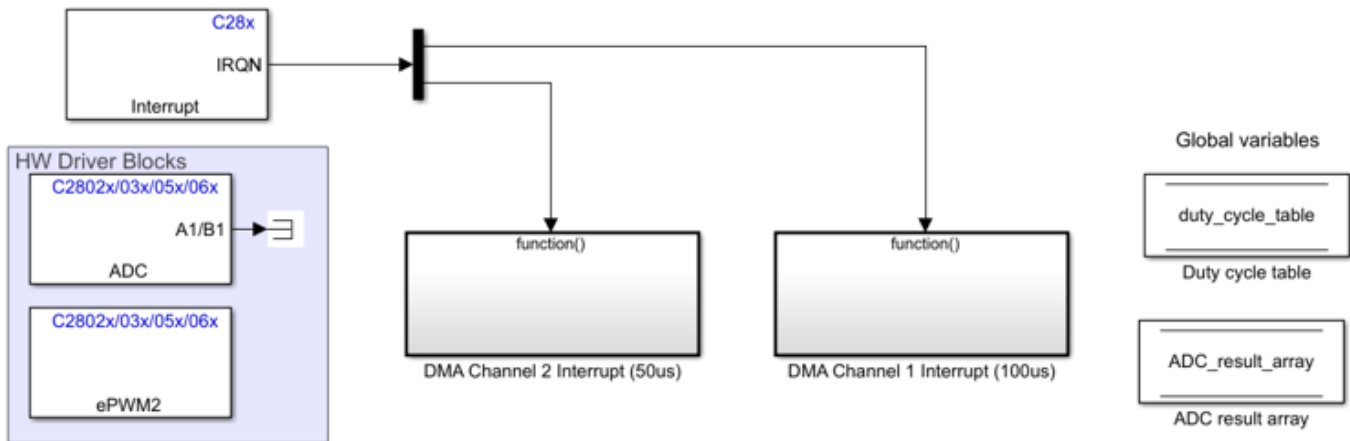 C28x
IRQN
Interrupt
HW Driver Blocks
C2802x/03x/05x/06x
A1/B1
ADC
C2802x/03x/05x/06x
ePWM2
function()
DMA Channel 2 Interrupt (50us)
function()
DMA Channel 1 Interrupt (100us)
Global variables
duty_cycle_table
Duty cycle table
ADC_result_array
ADC result array